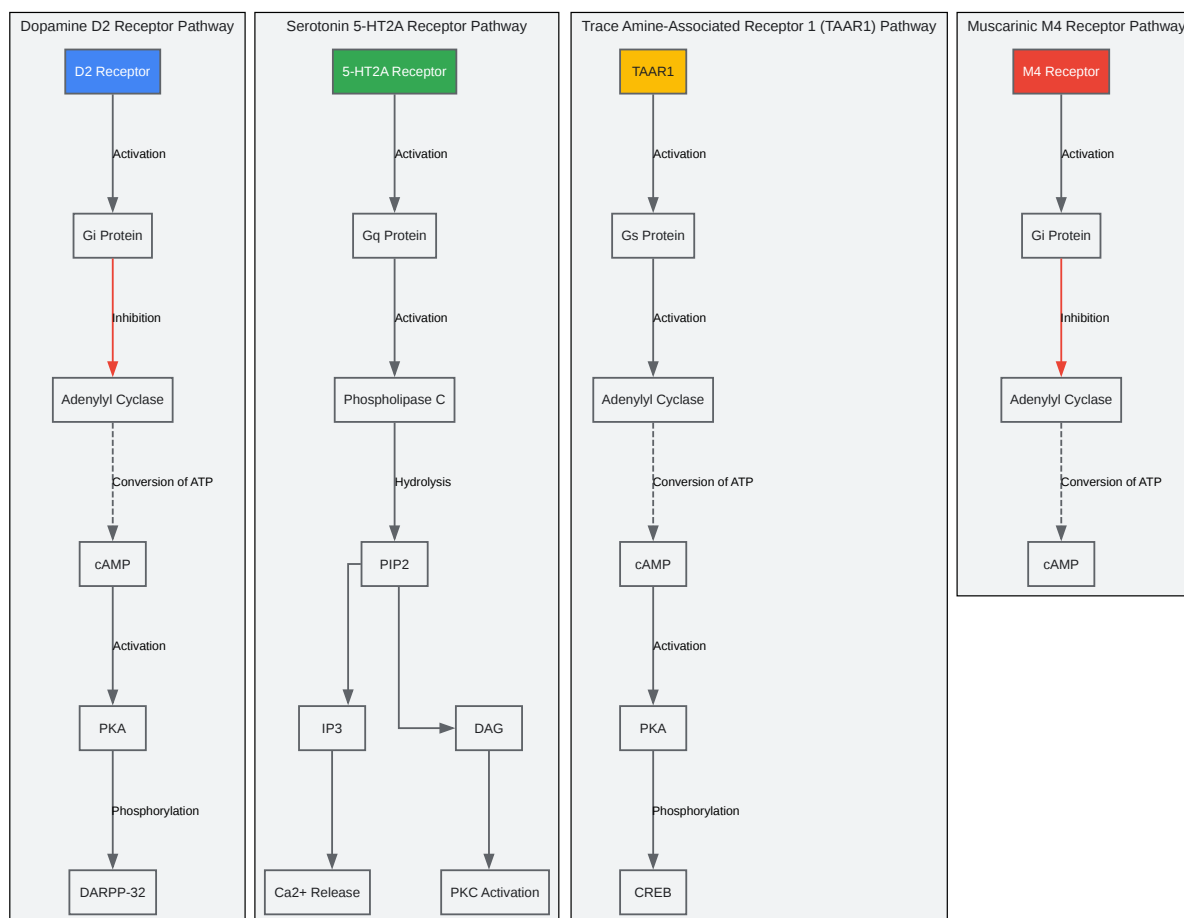 Dopamine D2 Receptor Pathway
D2 Receptor
Activation
Gi Protein
Inhibition
Adenylyl Cyclase
Conversion of ATP
cAMP
Activation
PKA
Phosphorylation
DARPP-32
Serotonin 5-HT2A Receptor Pathway
5-HT2A Receptor
Activation
Gq Protein
Activation
Phospholipase C
Hydrolysis
PIP2
IP3
DAG
Ca2+ Release
PKC Activation
Trace Amine-Associated Receptor 1 (TAAR1) Pathway
TAAR1
Activation
Gs Protein
Activation
Adenylyl Cyclase
Conversion of ATP
cAMP
Activation
PKA
Phosphorylation
CREB
Muscarinic M4 Receptor Pathway
M4 Receptor
Activation
Gi Protein
Inhibition
Adenylyl Cyclase
Conversion of ATP
cAMP